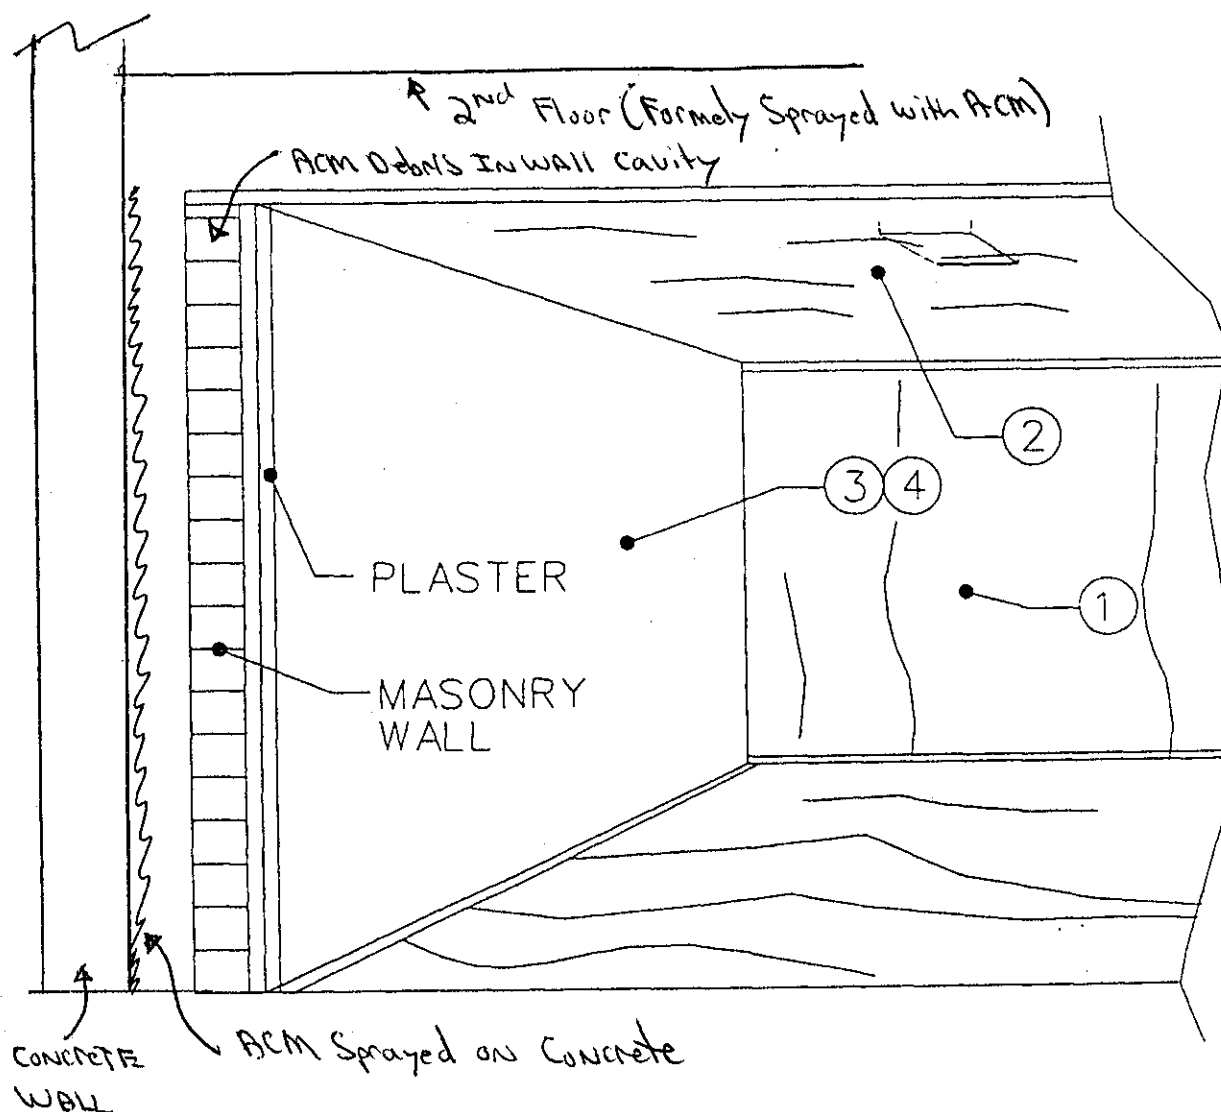 2nd Floor (Formely Sprayed with ACM)
ACM Debris In Wall Cavity
2
3 4
PLASTER
1
MASONRY
WALL
ACM Sprayed on Concrete
CONCRETE
WALL